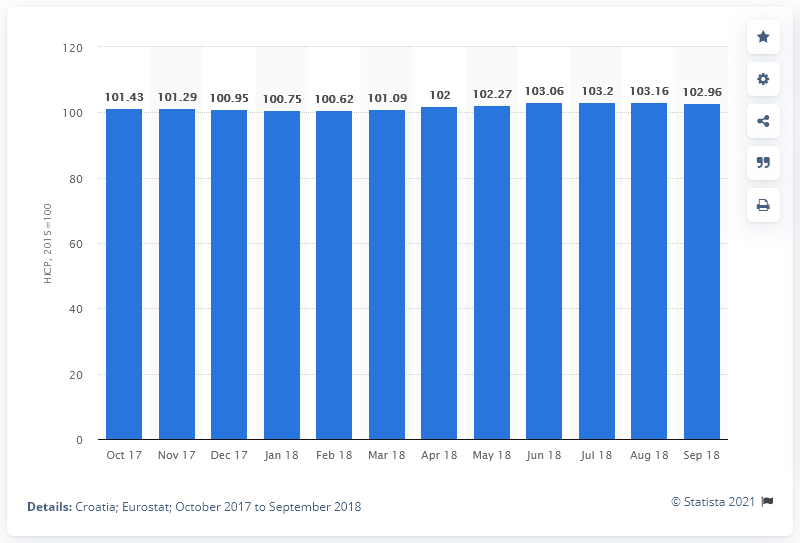 120
101.43 101.29 100.95 100.75 100.62 101.09 102 102.27 103.06 103.2 103.16 102.96
100
80
HICP, 2015=100
60
40
20
0
Oct 17 Nov 17 Dec 17 Jan 18 Feb 18 Mar 18 Apr 18 May 18 Jun 18 Jul 18 Aug 18 Sep 18
Details: Croatia; Eurostat; October 2017 to September 2018
© Statista 2021